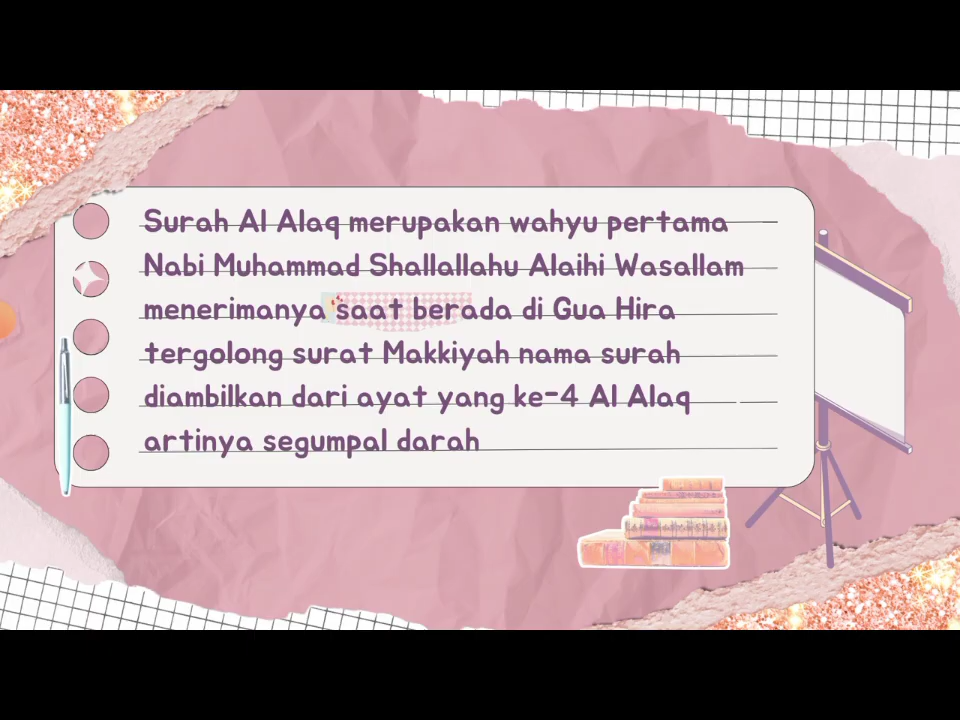 Surah Al Alaq merupakan wahyu pertama
Nabi Muhammad Shallallahu Alaihi Wasallam
menerimanya saat berada di Gua Hira
tergolong surat Makkiyah nama surah
diambilkan dari ayat yang ke-4 Al Alaq
artinya segumpal darah